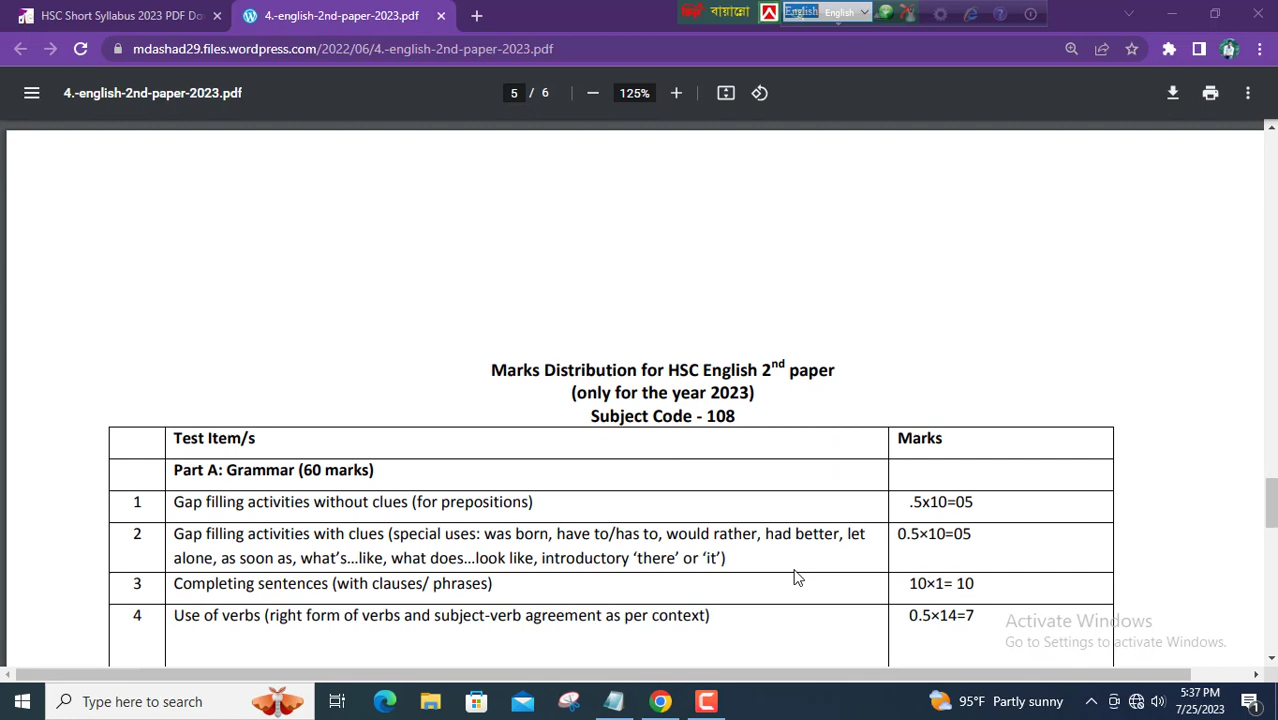 HSC Short Syllabus 2023 PDF Do
4.-english-2nd-paper-2023.pdf
বায়ান্নো
English
English
mdashad29.files.wordpress.com/2022/06/4.-english-2nd-paper-2023.pdf
4.-english-2nd-paper-2023.pdf
5 / 6
125%
Marks Distribution for HSC English 2nd paper
(only for the year 2023)
Subject Code - 108
Test Item/s Marks
Part A: Grammar (60 marks)
1 Gap filling activities without clues (for prepositions) .5x10=05
2 Gap filling activities with clues (special uses: was born, have to/has to, would rather, had better, let 0.5×10=05
alone, as soon as, what's…like, what does…look like, introductory 'there' or 'it')
3 Completing sentences (with clauses/ phrases) 10×1= 10
4 Use of verbs (right form of verbs and subject-verb agreement as per context) 0.5×14=7
Activate Windows
Go to Settings to activate Windows.
Type here to search
95°F Partly sunny
5:37 PM
7/25/2023
1